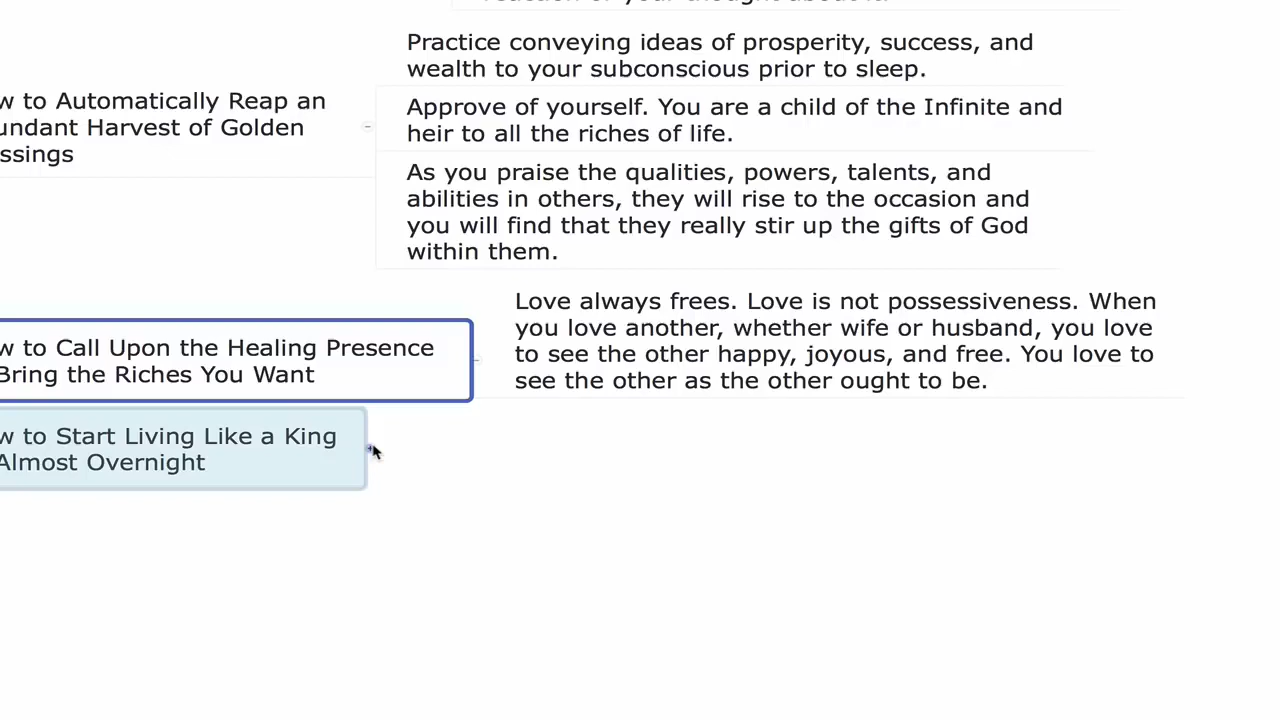 Practice conveying ideas of prosperity, success, and
wealth to your subconscious prior to sleep.
w to Automatically Reap an
undant Harvest of Golden
ssings
Approve of yourself. You are a child of the Infinite and
heir to all the riches of life.
As you praise the qualities, powers, talents, and
abilities in others, they will rise to the occasion and
you will find that they really stir up the gifts of God
within them.
w to Call Upon the Healing Presence
Bring the Riches You Want
Love always frees. Love is not possessiveness. When
you love another, whether wife or husband, you love
to see the other happy, joyous, and free. You love to
see the other as the other ought to be.
w to Start Living Like a King
Almost Overnight